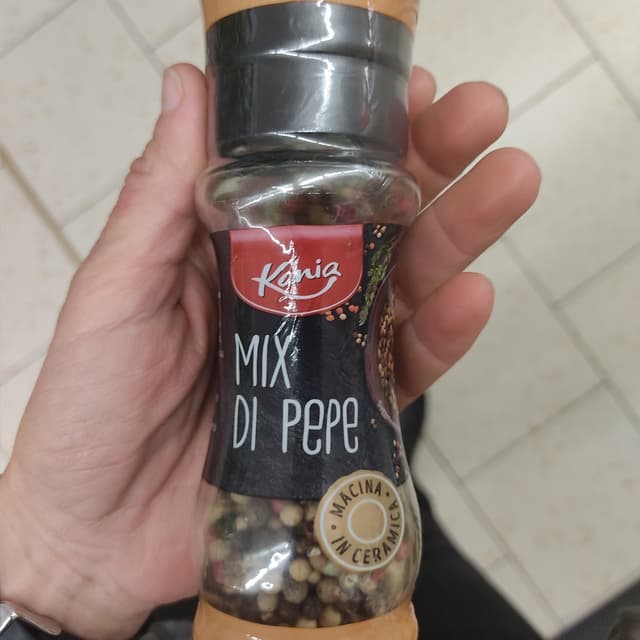 Kania
MIX
DI PEPE
MACINA
IN CERAMICA